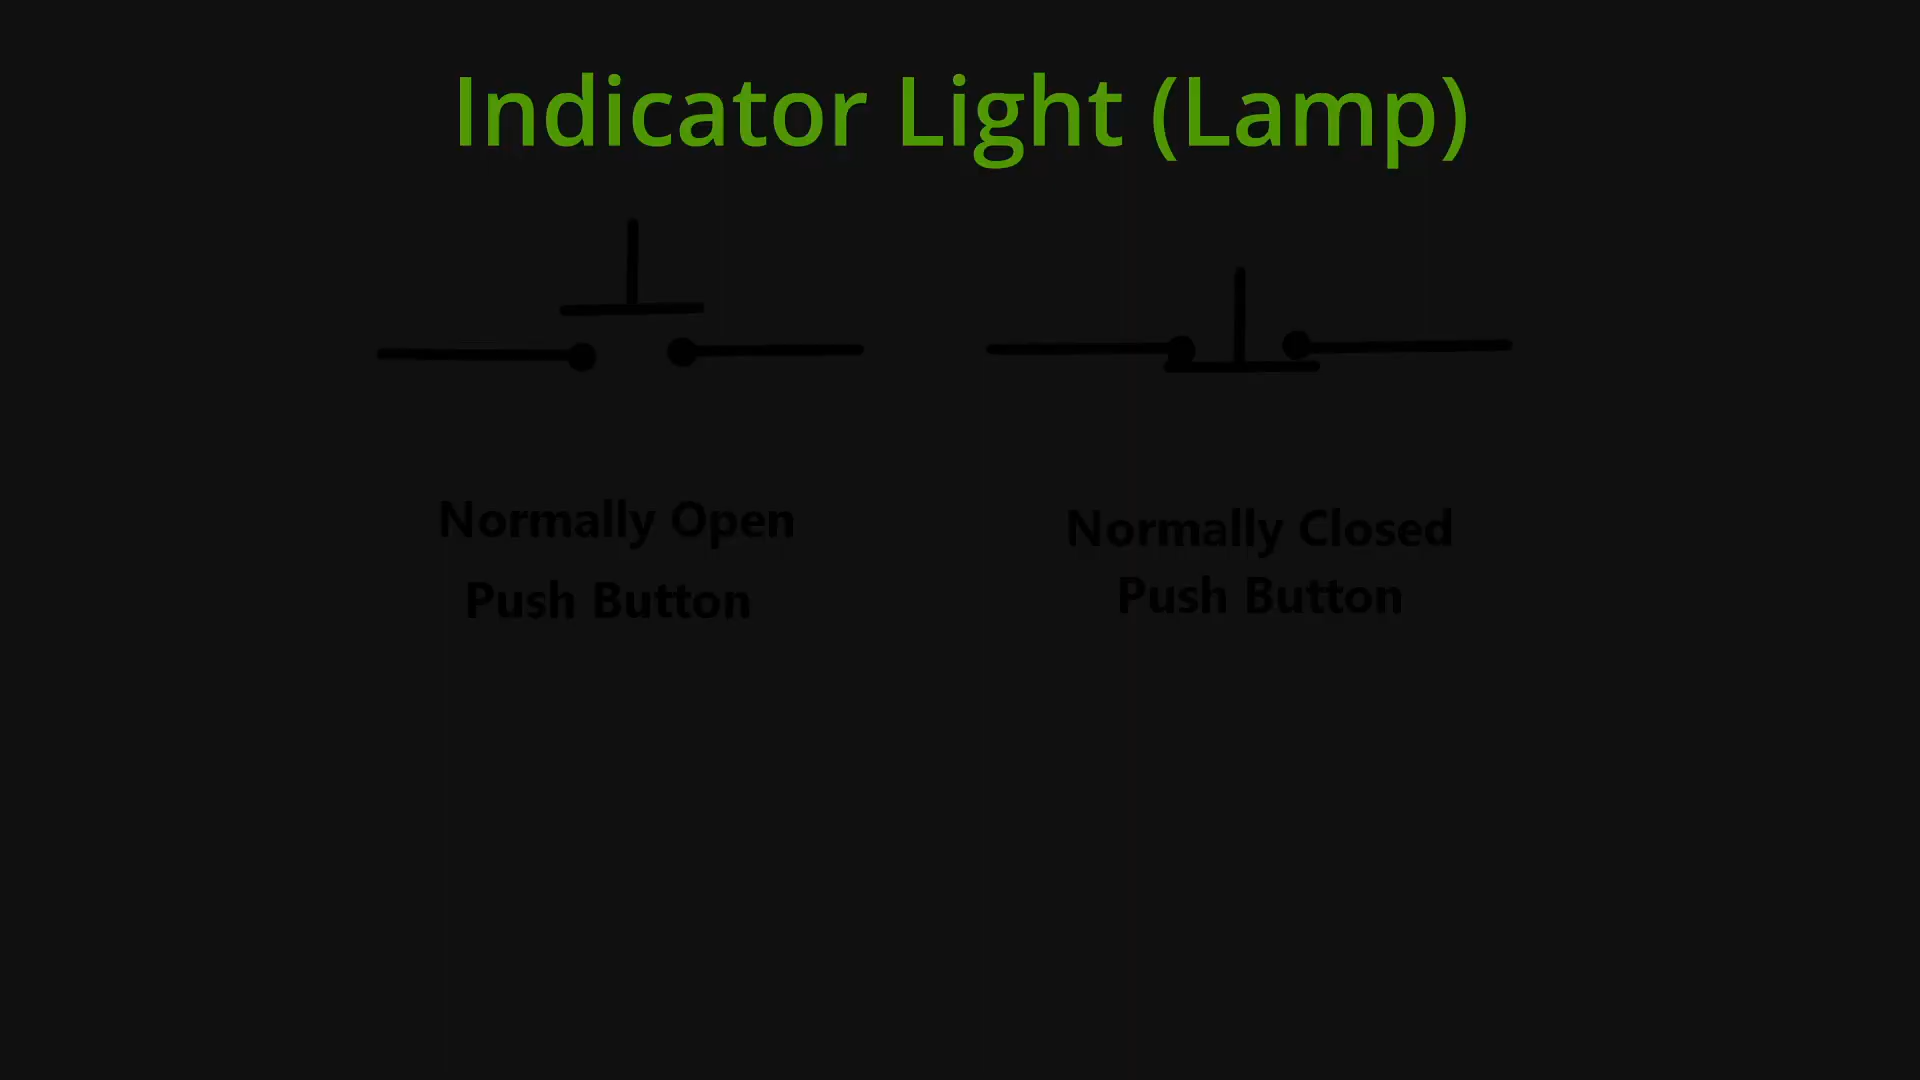 Indicator Light (Lamp)
Normally Open
Push Button
Normally Closed
Push Button